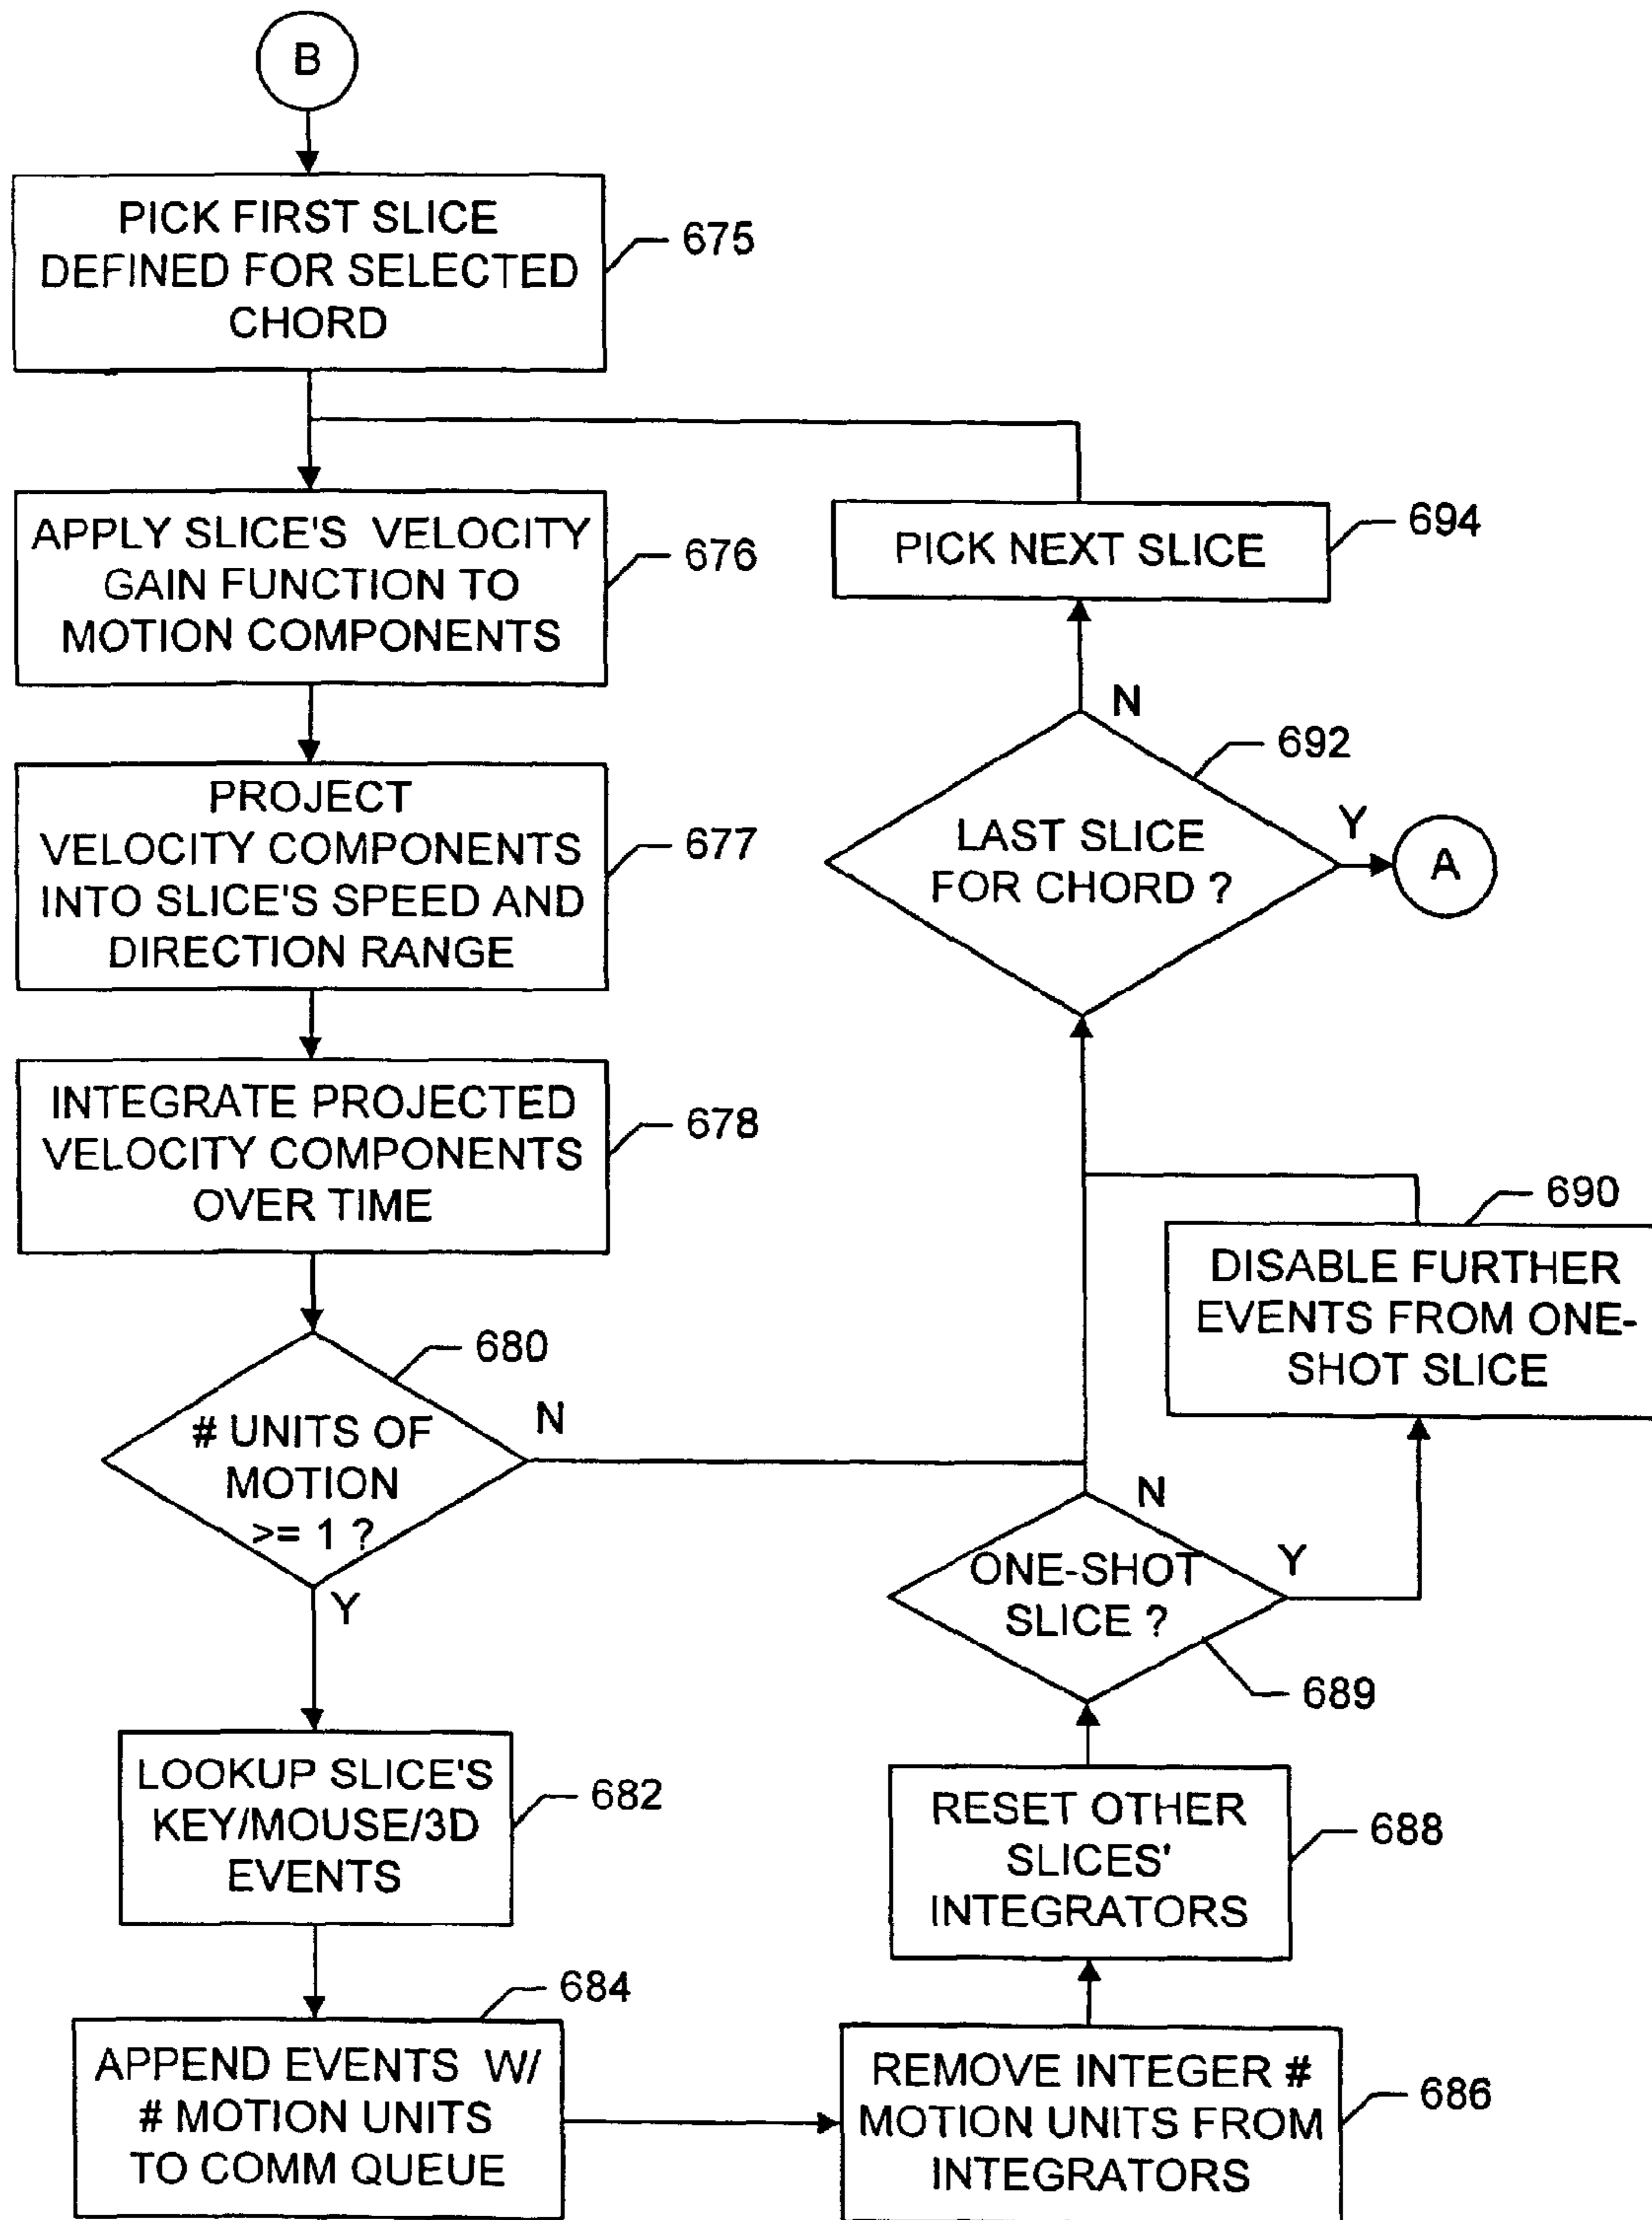 B
PICK FIRST SLICE
DEFINED FOR SELECTED
CHORD
675
APPLY SLICE'S VELOCITY
GAIN FUNCTION TO
MOTION COMPONENTS
676
PROJECT
VELOCITY COMPONENTS
INTO SLICE'S SPEED AND
DIRECTION RANGE
677
INTEGRATE PROJECTED
VELOCITY COMPONENTS
OVER TIME
678
# UNITS OF
MOTION
>= 1 ?
680
N
Y
LOOKUP SLICE'S
KEY/MOUSE/3D
EVENTS
682
APPEND EVENTS W/
# MOTION UNITS
TO COMM QUEUE
684
REMOVE INTEGER #
MOTION UNITS FROM
INTEGRATORS
686
RESET OTHER
SLICES'
INTEGRATORS
688
ONE-SHOT
SLICE ?
689
N
Y
DISABLE FURTHER
EVENTS FROM ONE-
SHOT SLICE
690
LAST SLICE
FOR CHORD ?
692
N
Y
A
PICK NEXT SLICE
694